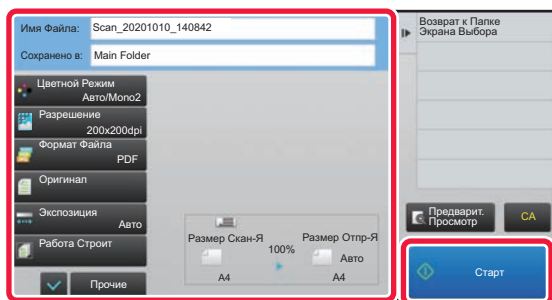 Имя Файла: Scan_20201010_140842
Сохранено в: Main Folder
Цветной Режим
Авто/Mono2
Разрешение
200x200dpi
Формат Файла
PDF
Оригинал
Экспозиция
Авто
Работа Строит
Прочие
Размер Скан-Я
100%
Размер Отпр-Я
Авто
A4
A4
Возврат к Папке
Экрана Выбора
Предварит.
Просмотр
CA
Старт